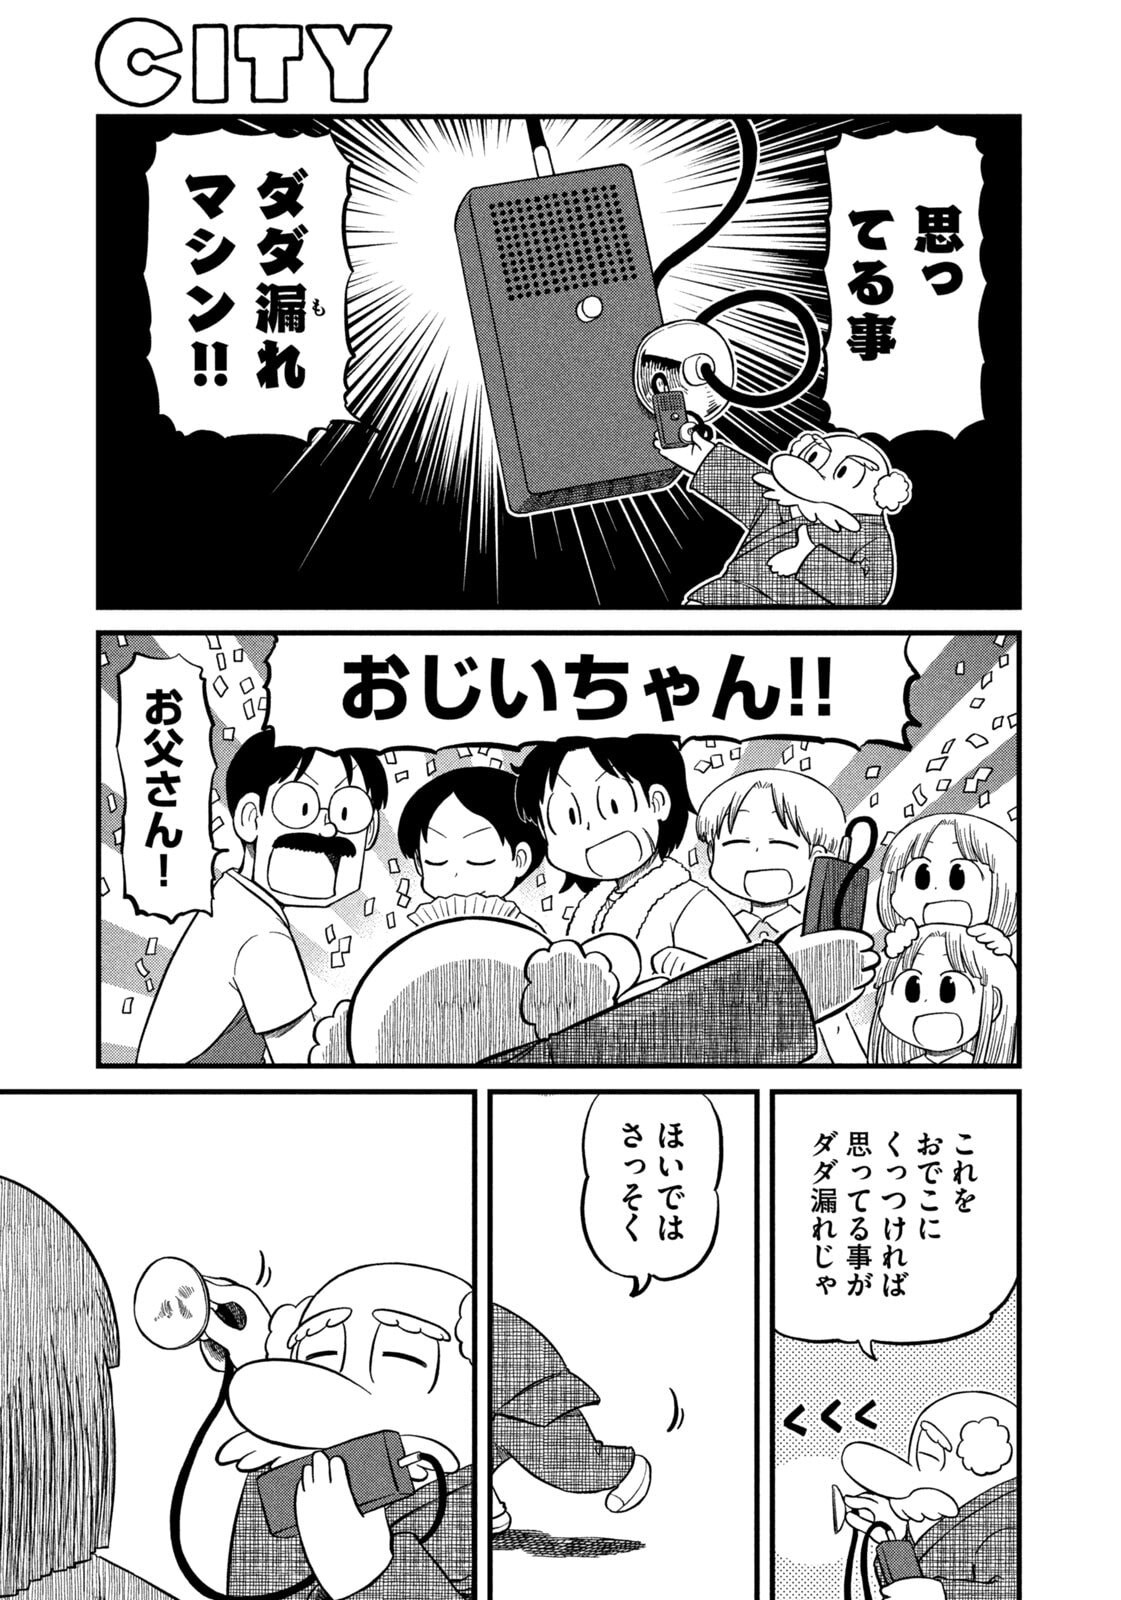 CITY
思っ
てる事
ダダ漏れ
も
マシン!!
おじいちゃん!!
お父さん!
これを
おでこに
くっつければ
思ってる事が
ダダ漏れじゃ
くくく
ほいでは
さっそく